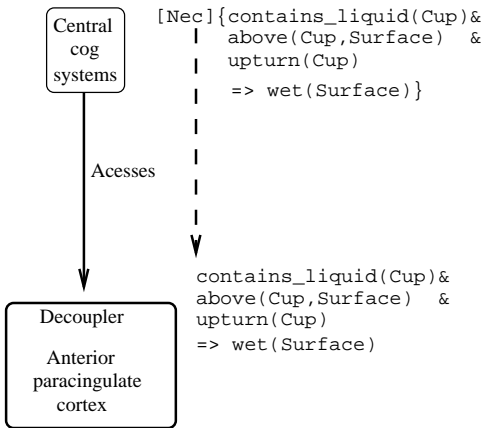 Central
cog
systems
[Nec]{contains_liquid(Cup)&
above(Cup,Surface) &
upturn(Cup)
=> wet(Surface)}
Acesses
contains_liquid(Cup)&
above(Cup,Surface) &
upturn(Cup)
=> wet(Surface)
Decoupler
Anterior
paracingulate
cortex